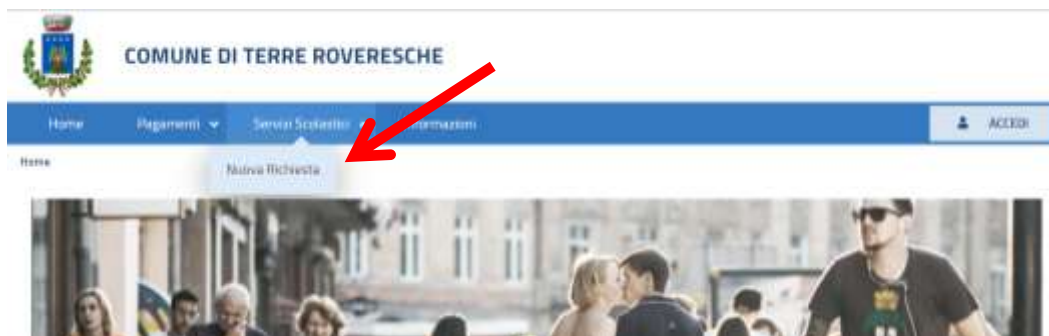 COMUNE DI TERRE ROVERESCHE
Home Pagamenti Servizi Scolastici Informazioni ACCEDI
Home
Nuova Richiesta